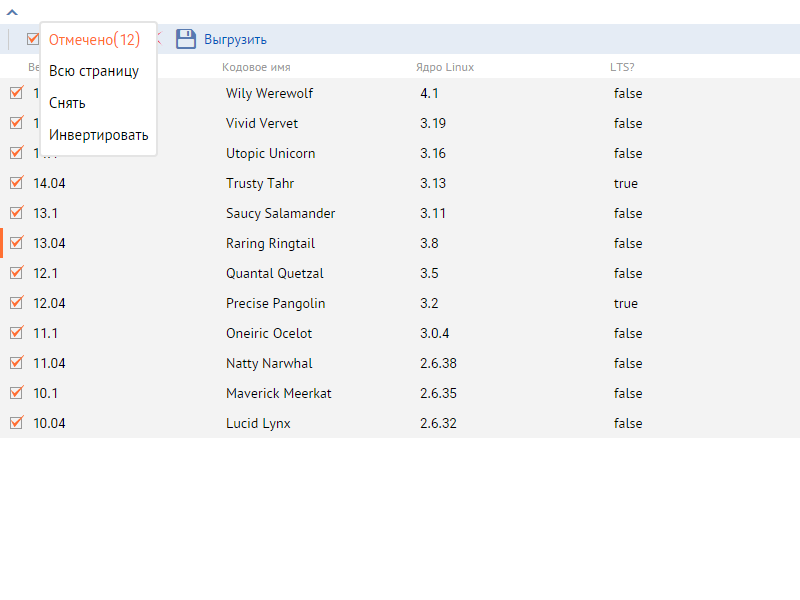 Отмечено(12) Выгрузить
Всю страницу
Снять
Инвертировать
Ве Кодовое имя Ядро Linux LTS?
1 Wily Werewolf 4.1 false
1 Vivid Vervet 3.19 false
Utopic Unicorn 3.16 false
14.04 Trusty Tahr 3.13 true
13.1 Saucy Salamander 3.11 false
13.04 Raring Ringtail 3.8 false
12.1 Quantal Quetzal 3.5 false
12.04 Precise Pangolin 3.2 true
11.1 Oneiric Ocelot 3.0.4 false
11.04 Natty Narwhal 2.6.38 false
10.1 Maverick Meerkat 2.6.35 false
10.04 Lucid Lynx 2.6.32 false